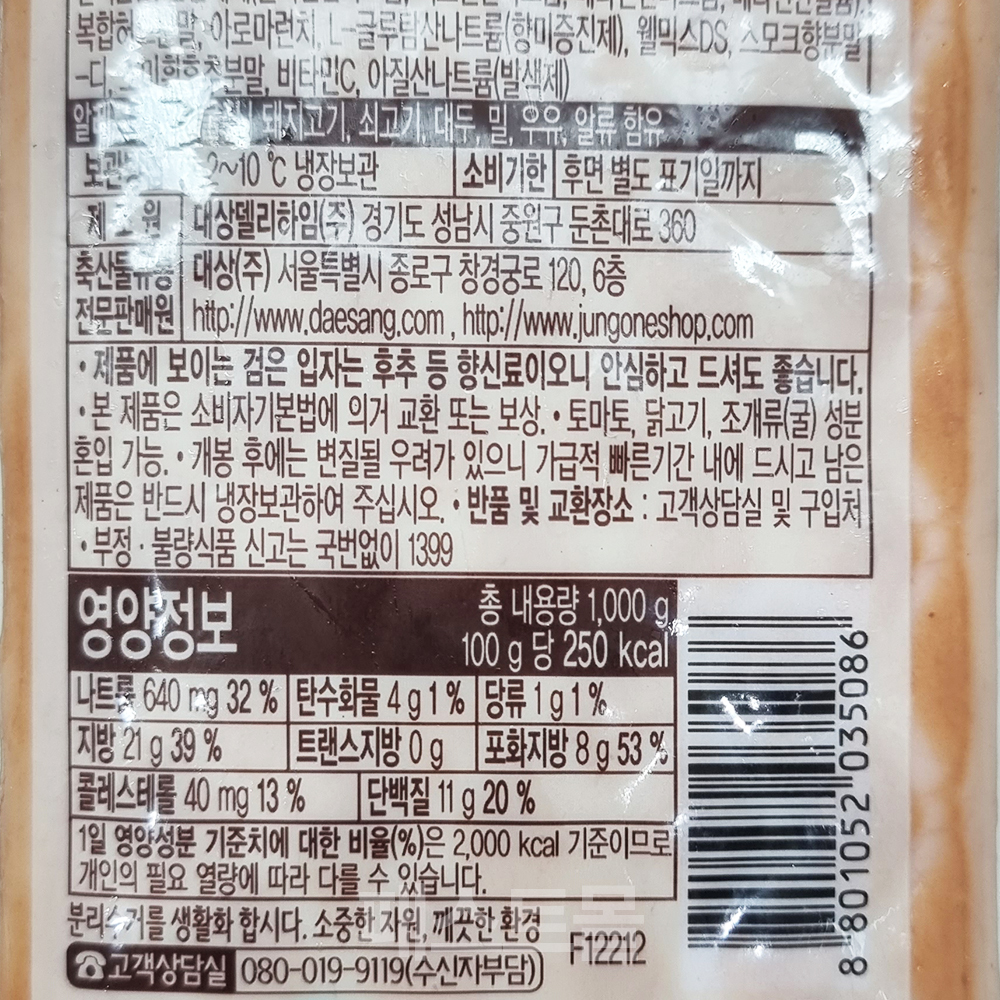 복합허 분말, 아로마런치, L-글루탐산나트륨(향미증진제), 웰믹스DS, 스모크향분말
-디, 분말, 비타민C, 아질산나트륨(발색제)
돼지고기, 쇠고기, 대두, 밀, 우유, 알류 함유
보관 2~10 ℃ 냉장보관 소비기한 후면 별도 표기일까지
제조원 대상델리하임(주) 경기도 성남시 중원구 둔촌대로 360
축산물유통 대상(주) 서울특별시 종로구 창경궁로 120, 6층
전문판매원 http://www.daesang.com , http://www.jungoneshop.com
• 제품에 보이는 검은 입자는 후추 등 향신료이오니 안심하고 드셔도 좋습니다.
• 본 제품은 소비자기본법에 의거 교환 또는 보상. • 토마토, 닭고기, 조개류(굴) 성분
혼입 가능. • 개봉 후에는 변질될 우려가 있으니 가급적 빠른기간 내에 드시고 남은
제품은 반드시 냉장보관하여 주십시오. • 반품 및 교환장소 : 고객상담실 및 구입처
• 부정 · 불량식품 신고는 국번없이 1399
영양정보 총 내용량 1,000 g
100 g 당 250 kcal
나트륨 640 mg 32 % 탄수화물 4 g 1 % 당류 1 g 1 %
지방 21 g 39 % 트랜스지방 0 g 포화지방 8 g 53 %
콜레스테롤 40 mg 13 % 단백질 11 g 20 %
1일 영양성분 기준치에 대한 비율(%)은 2,000 kcal 기준이므로
개인의 필요 열량에 따라 다를 수 있습니다.
분리수거를 생활화 합시다. 소중한 자원, 깨끗한 환경
F12212
☎고객상담실 080-019-9119(수신자부담)
8 801052 035086